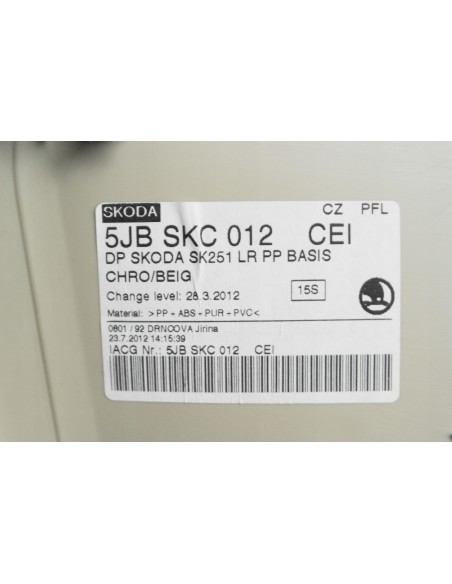 SKODA
CZ PFL
5JB SKC 012 CEI
DP SKODA SK251 LR PP BASIS
CHRO/BEIG
Change level: 28.3.2012
15S
Material: >PP - ABS - PUR - PVC<
0801 / 92 DRNCOVA Jirina
23.7.2012 14:15:39
IACG Nr.: 5JB SKC 012 CEI